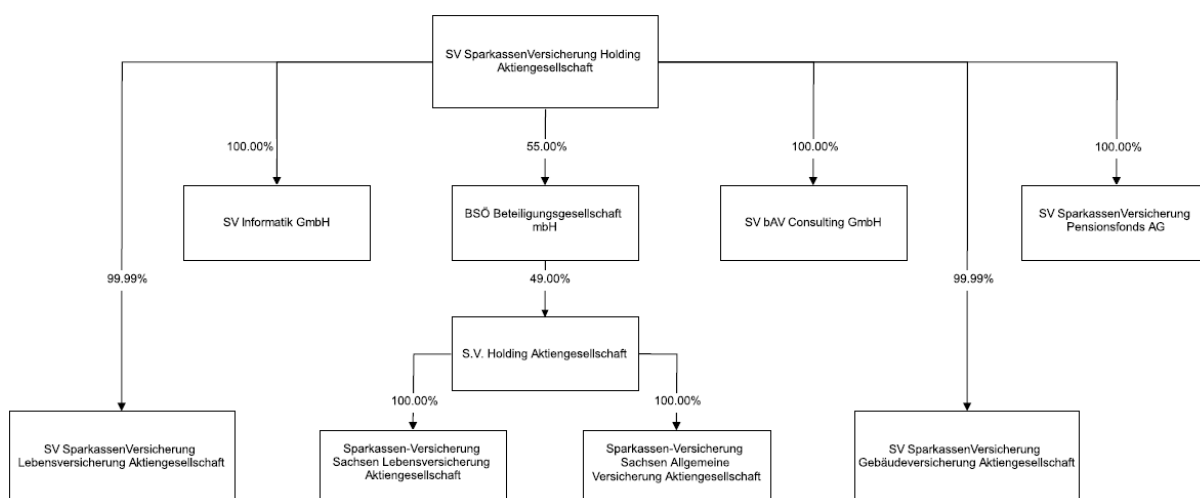 SV SparkassenVersicherung Holding
Aktiengesellschaft
100.00%
55.00%
100.00%
100.00%
SV Informatik GmbH
BSÖ Beteiligungsgesellschaft
mbH
SV bAV Consulting GmbH
SV SparkassenVersicherung
Pensionsfonds AG
99.99%
49.00%
99.99%
S.V. Holding Aktiengesellschaft
100.00%
100.00%
SV SparkassenVersicherung
Lebensversicherung Aktiengesellschaft
Sparkassen-Versicherung
Sachsen Lebensversicherung
Aktiengesellschaft
Sparkassen-Versicherung
Sachsen Allgemeine
Versicherung Aktiengesellschaft
SV SparkassenVersicherung
Gebäudeversicherung Aktiengesellschaft